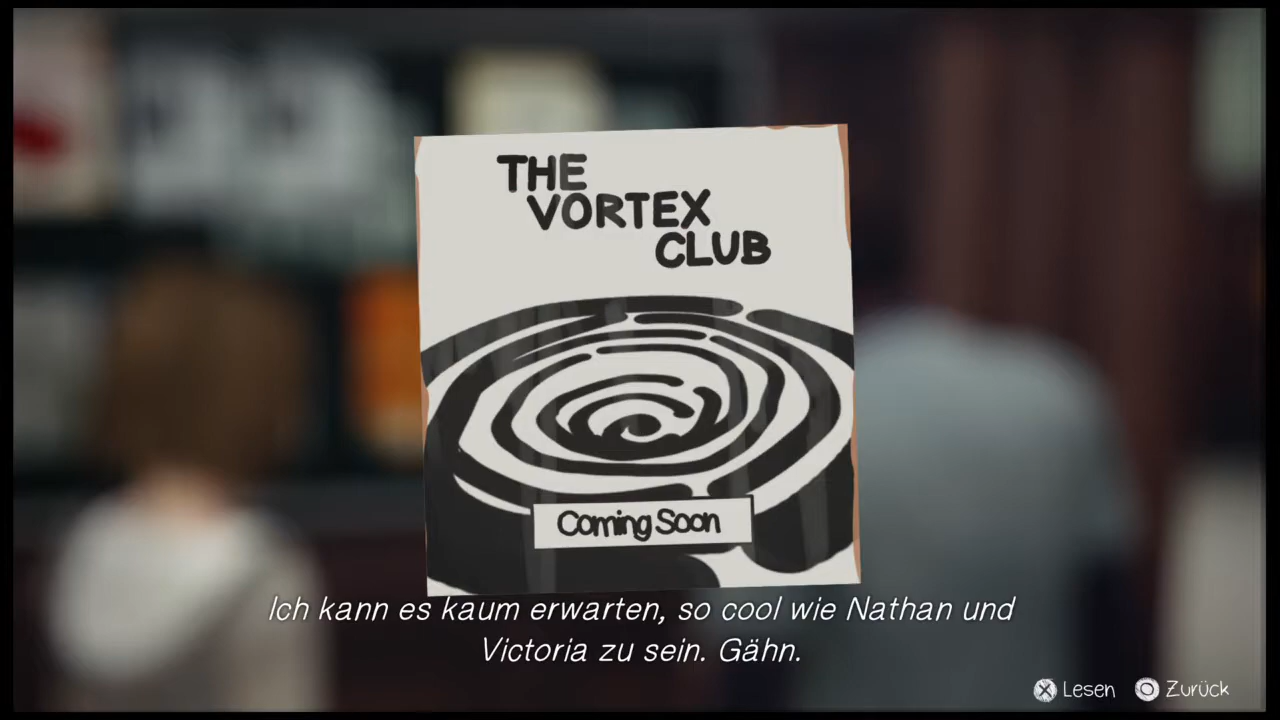 THE
VORTEX
CLUB
Coming Soon
Ich kann es kaum erwarten, so cool wie Nathan und
Victoria zu sein. Gähn.
Lesen Zurück